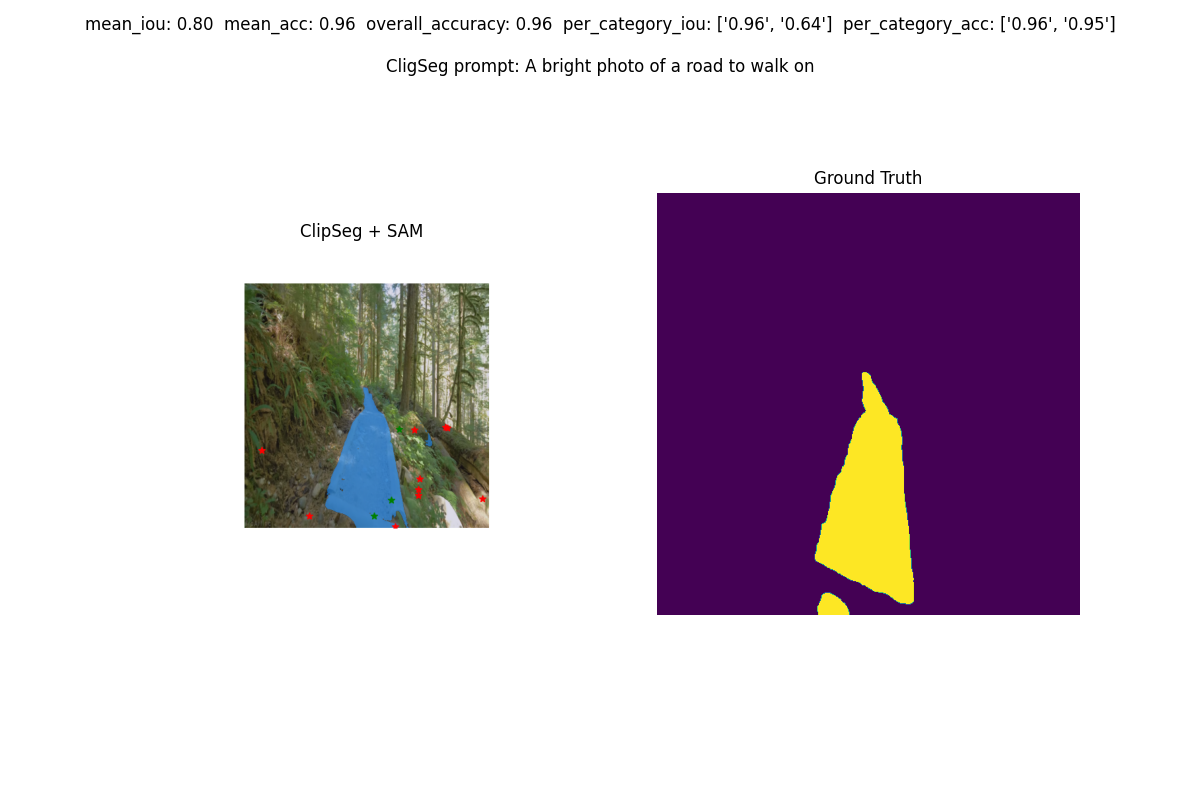 mean_iou: 0.80  mean_acc: 0.96  overall_accuracy: 0.96  per_category_iou: ['0.96', '0.64']  per_category_acc: ['0.96', '0.95']
CligSeg prompt: A bright photo of a road to walk on
Ground Truth
ClipSeg + SAM